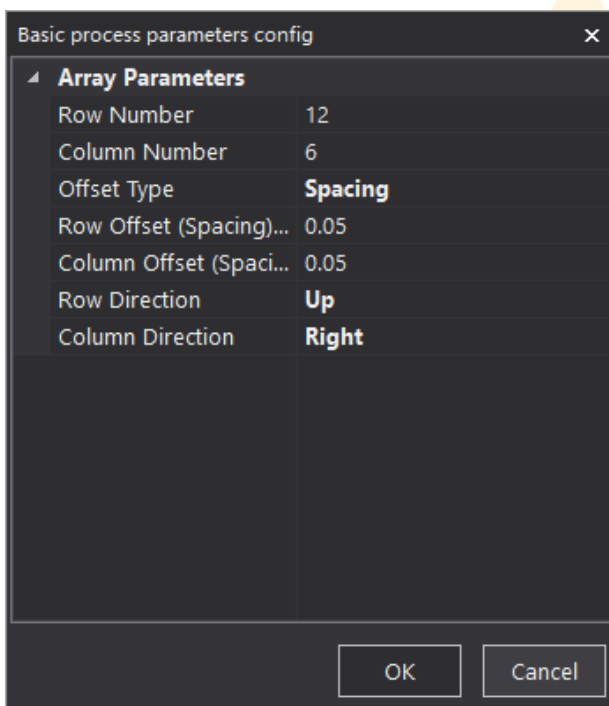 Basic process parameters config
Array Parameters
Row Number 12
Column Number 6
Offset Type Spacing
Row Offset (Spacing)... 0.05
Column Offset (Spaci... 0.05
Row Direction Up
Column Direction Right
OK Cancel